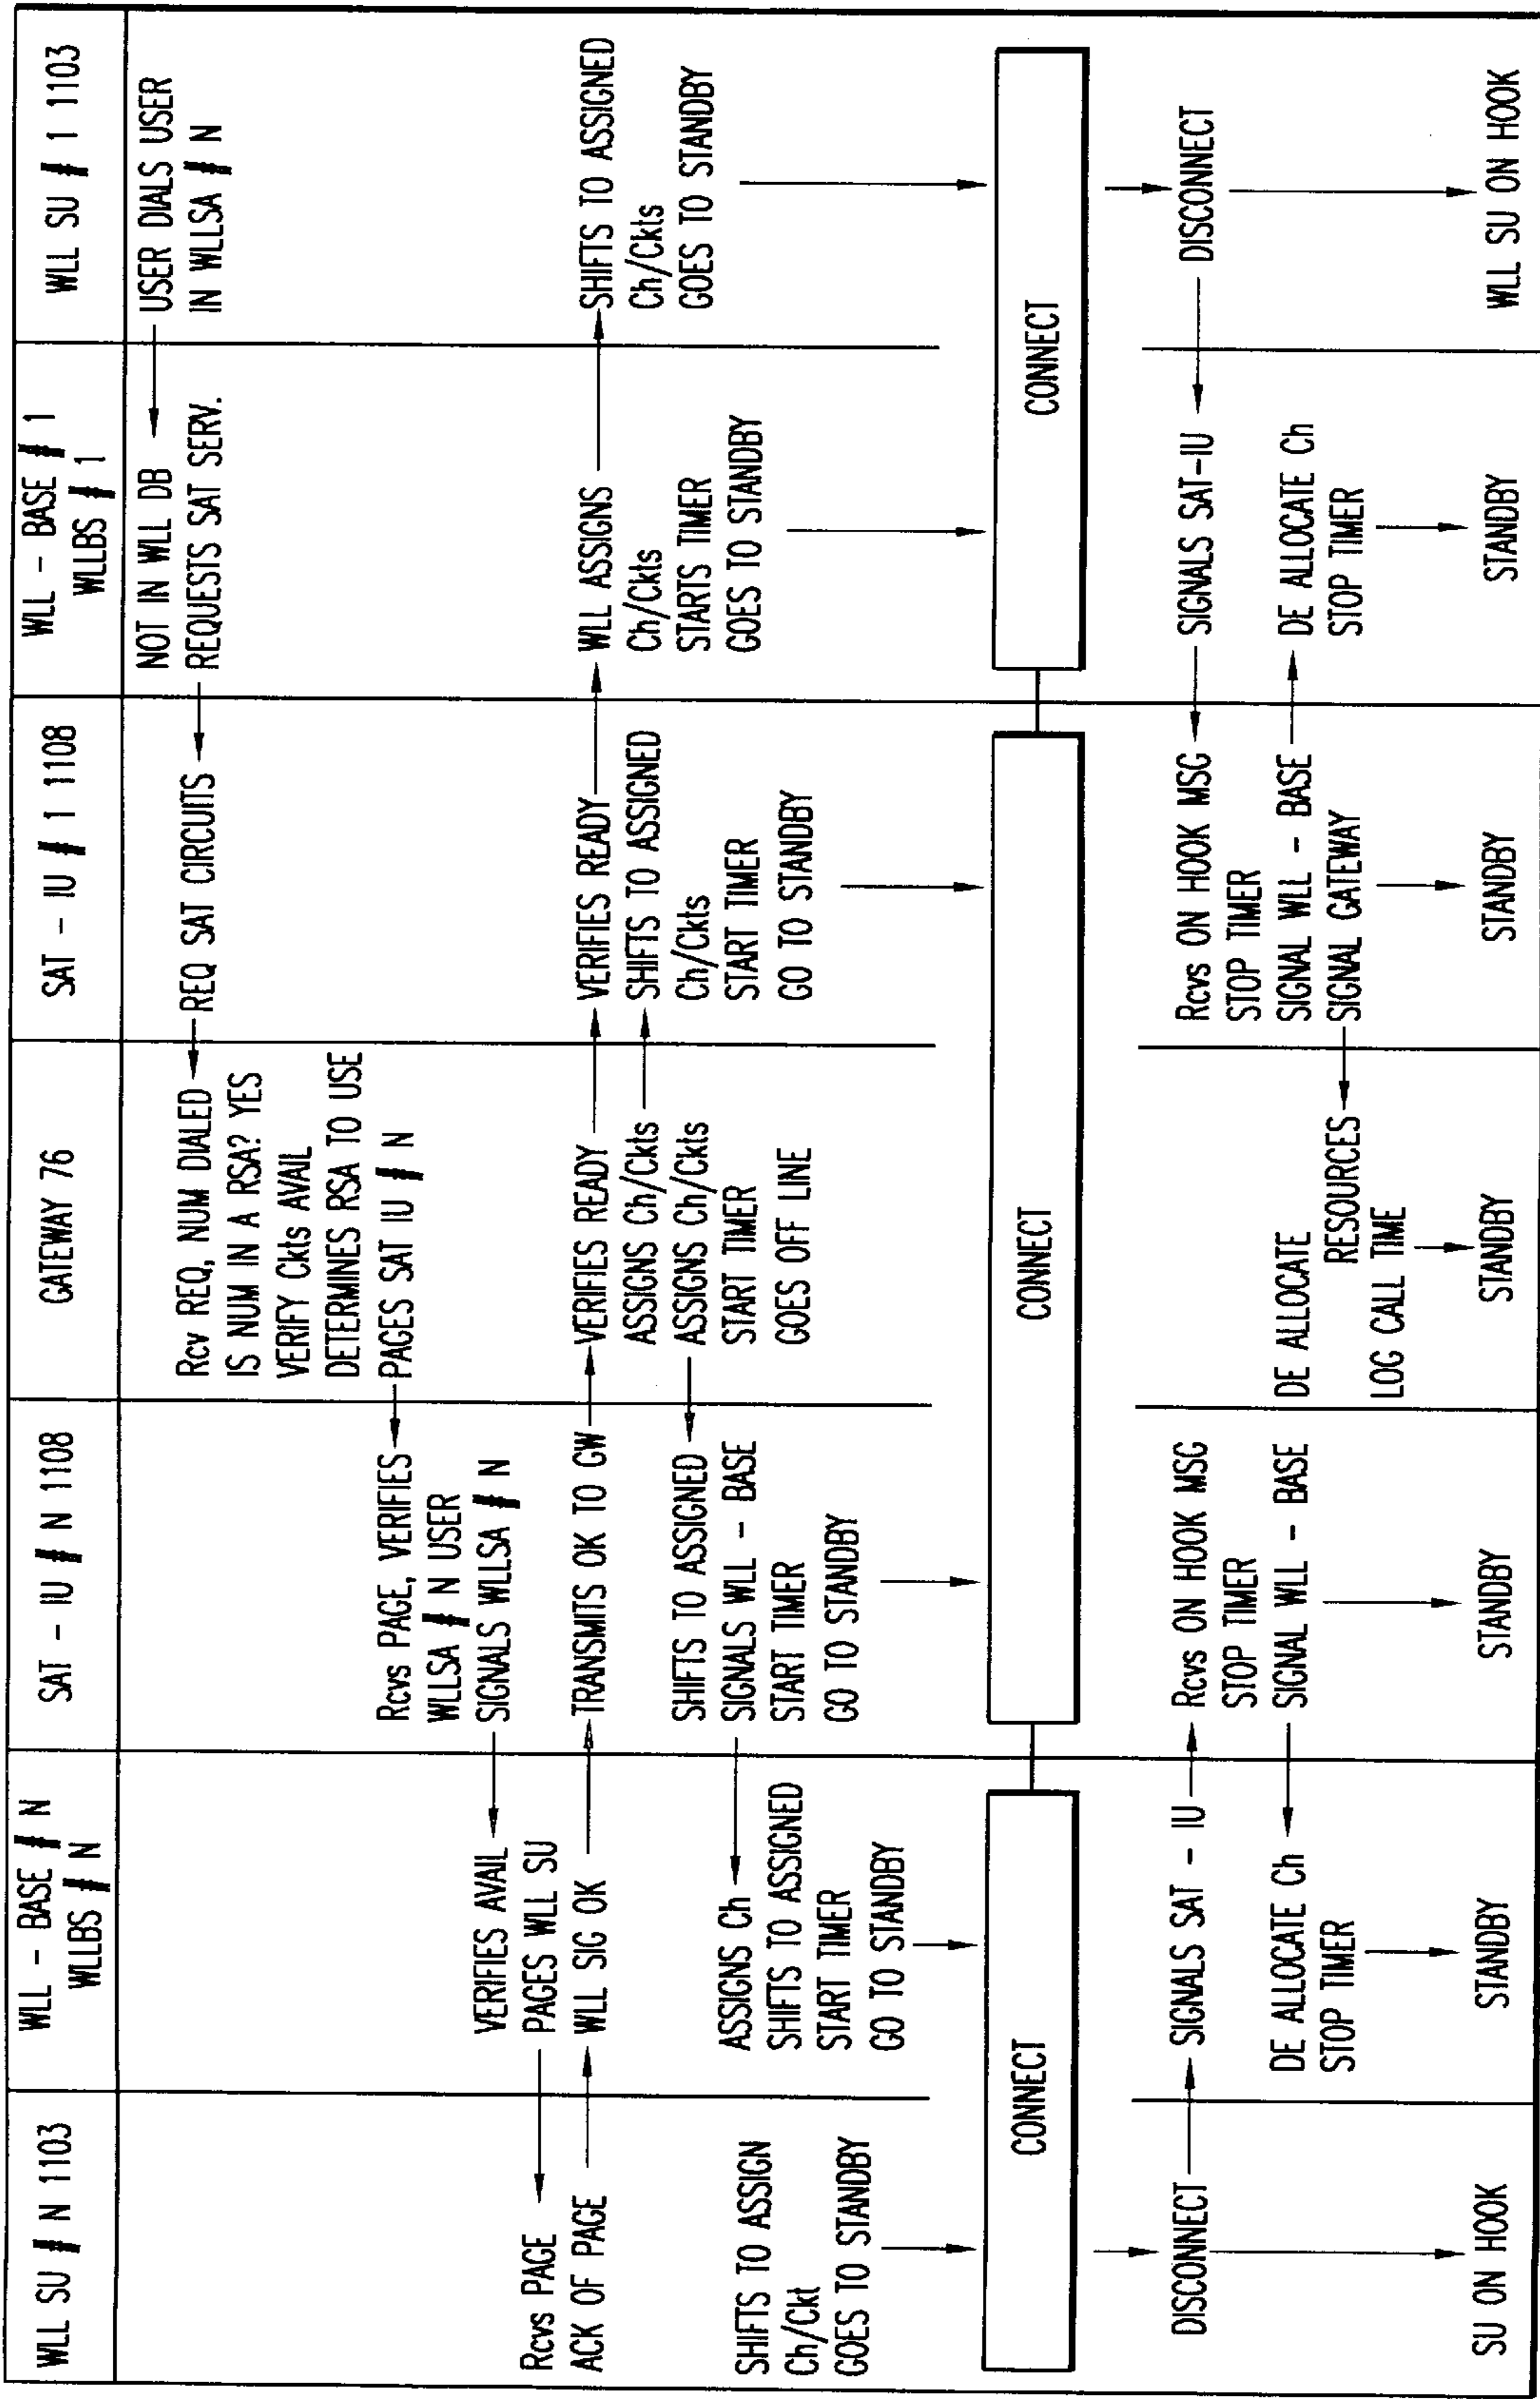 WLL SU # N 1103
WLL - BASE # N
WLLBS # N
SAT - IU # N 1108
GATEWAY 76
SAT - IU # 1 1108
WLL - BASE # 1
WLLBS # 1
WLL SU # 1 1103
USER DIALS USER
IN WLLSA # N
NOT IN WLL DB
REQUESTS SAT SERV.
REQ SAT CIRCUITS
Rcv REQ, NUM DIALED
IS NUM IN A RSA? YES
VERIFY Ckts AVAIL
DETERMINES RSA TO USE
PAGES SAT IU # N
Rcvs PAGE, VERIFIES
WLLSA # N USER
SIGNALS WLLSA # N
VERIFIES AVAIL
PAGES WLL SU
Rcvs PAGE
ACK OF PAGE
WLL SIG OK
TRANSMITS OK TO GW
VERIFIES READY
ASSIGNS Ch/Ckts
ASSIGNS Ch/Ckts
START TIMER
GOES OFF LINE
VERIFIES READY
SHIFTS TO ASSIGNED
Ch/Ckts
START TIMER
GO TO STANDBY
WLL ASSIGNS
Ch/Ckts
STARTS TIMER
GOES TO STANDBY
SHIFTS TO ASSIGNED
Ch/Ckts
GOES TO STANDBY
SHIFTS TO ASSIGNED
SIGNALS WLL - BASE
START TIMER
GO TO STANDBY
ASSIGNS Ch
SHIFTS TO ASSIGNED
START TIMER
GO TO STANDBY
SHIFTS TO ASSIGN
Ch/Ckt
GOES TO STANDBY
CONNECT
CONNECT
CONNECT
DISCONNECT
SIGNALS SAT - IU
Rcvs ON HOOK MSG
STOP TIMER
SIGNAL WLL - BASE
DE ALLOCATE Ch
STOP TIMER
DE ALLOCATE
RESOURCES
LOG CALL TIME
Rcvs ON HOOK MSG
STOP TIMER
SIGNAL WLL - BASE
SIGNAL GATEWAY
SIGNALS SAT-IU
DE ALLOCATE Ch
STOP TIMER
DISCONNECT
SU ON HOOK
STANDBY
STANDBY
STANDBY
STANDBY
STANDBY
WLL SU ON HOOK